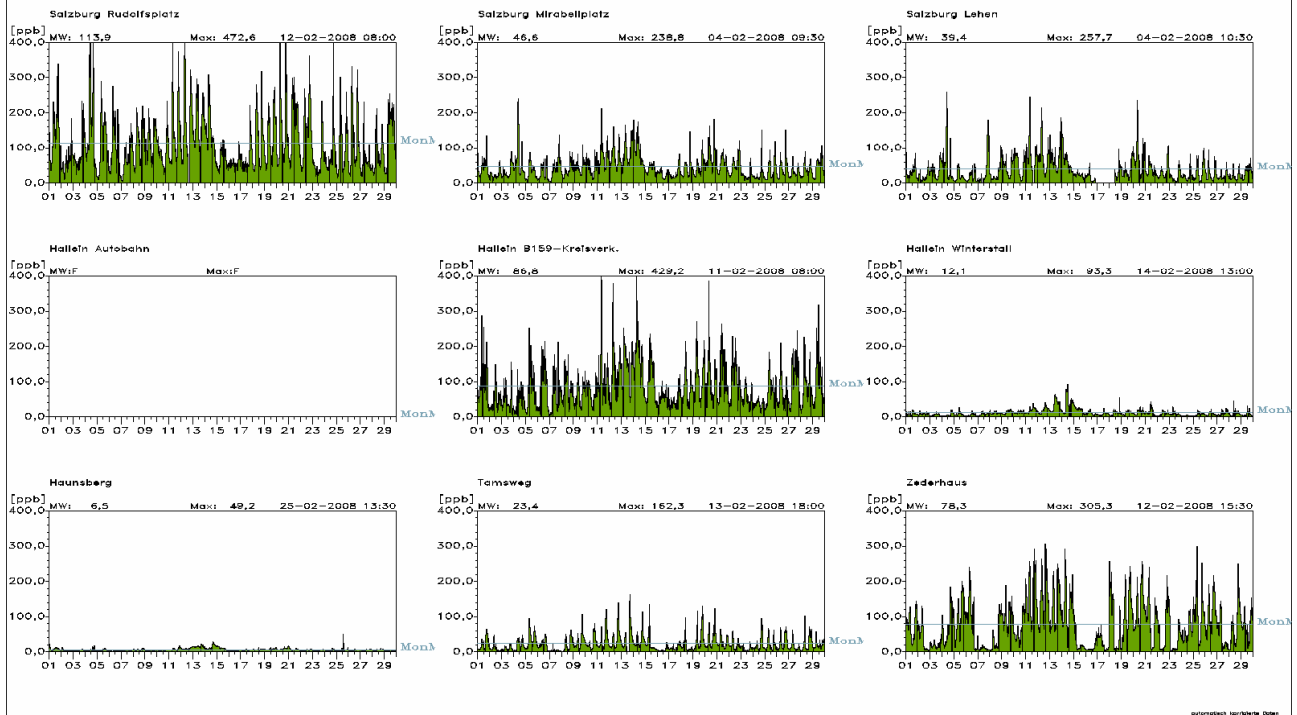 Salzburg Rudolfsplatz Salzburg Mirabellplatz Salzburg Lehen
[ppb] MW: 113,9 Max: 472,6 12-02-2008 08:00 [ppb] MW: 46,6 Max: 238,8 04-02-2008 09:30 [ppb] MW: 39,4 Max: 257,7 04-02-2008 10:30
400,0 400,0 400,0
300,0 300,0 300,0
200,0 200,0 200,0
100,0 MonM 100,0 MonM 100,0 MonM
0,0 0,0 0,0
01 03 05 07 09 11 13 15 17 19 21 23 25 27 29 01 03 05 07 09 11 13 15 17 19 21 23 25 27 29 01 03 05 07 09 11 13 15 17 19 21 23 25 27 29
Hallein Autobahn Hallein B159-Kreisverk. Hallein Winterstall
[ppb] MW:F Max:F [ppb] MW: 86,8 Max: 429,2 11-02-2008 08:00 [ppb] MW: 12,1 Max: 93,3 14-02-2008 13:00
400,0 400,0 400,0
300,0 300,0 300,0
200,0 200,0 200,0
100,0 100,0 MonM 100,0
0,0 MonM 0,0 0,0 MonM
01 03 05 07 09 11 13 15 17 19 21 23 25 27 29 01 03 05 07 09 11 13 15 17 19 21 23 25 27 29 01 03 05 07 09 11 13 15 17 19 21 23 25 27 29
Haunsberg Tamsweg Zederhaus
[ppb] MW: 6,5 Max: 49,2 25-02-2008 13:30 [ppb] MW: 23,4 Max: 162,3 13-02-2008 18:00 [ppb] MW: 78,3 Max: 305,3 12-02-2008 15:30
400,0 400,0 400,0
300,0 300,0 300,0
200,0 200,0 200,0
100,0 100,0 100,0 MonM
0,0 MonM 0,0 MonM 0,0
01 03 05 07 09 11 13 15 17 19 21 23 25 27 29 01 03 05 07 09 11 13 15 17 19 21 23 25 27 29 01 03 05 07 09 11 13 15 17 19 21 23 25 27 29
automatisch korrigierte Daten